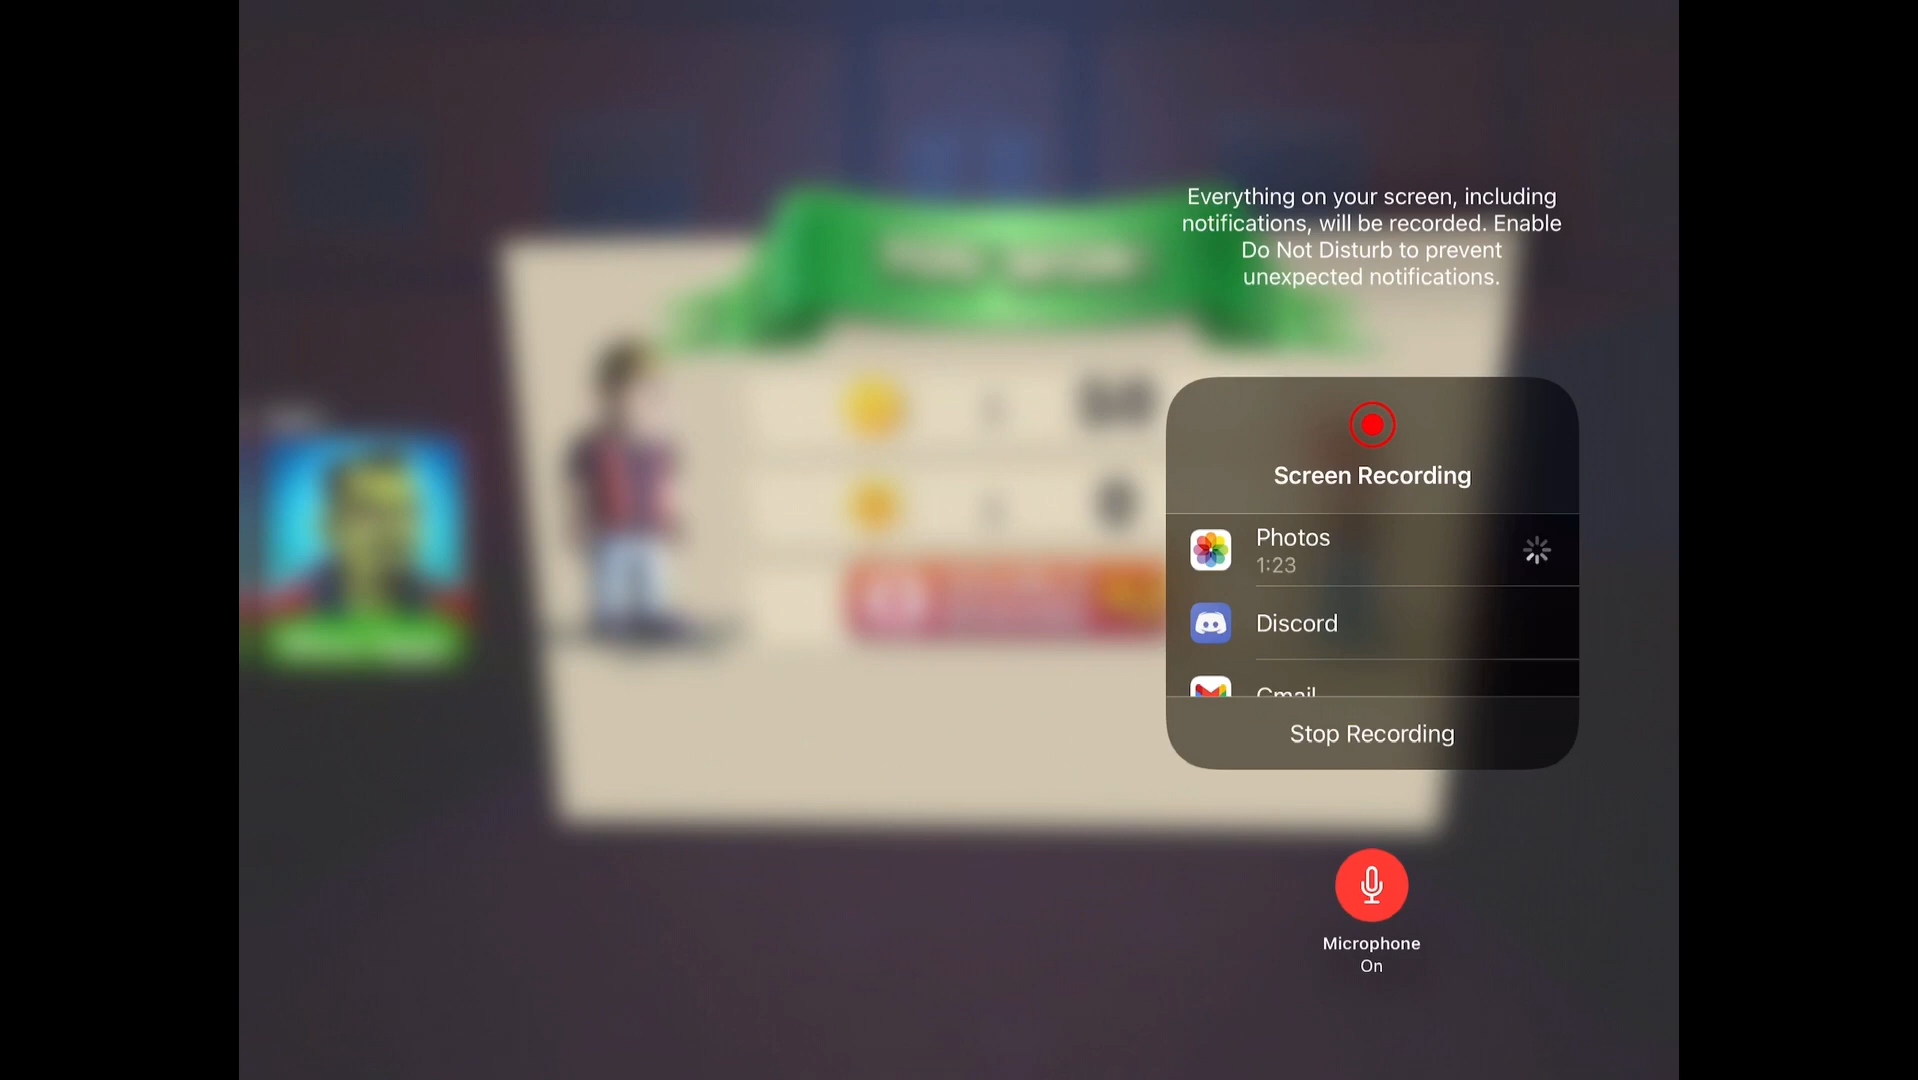 Everything on your screen, including
notifications, will be recorded. Enable
Do Not Disturb to prevent
unexpected notifications.
Screen Recording
Photos
1:23
Discord
Gmail
Stop Recording
Microphone
On